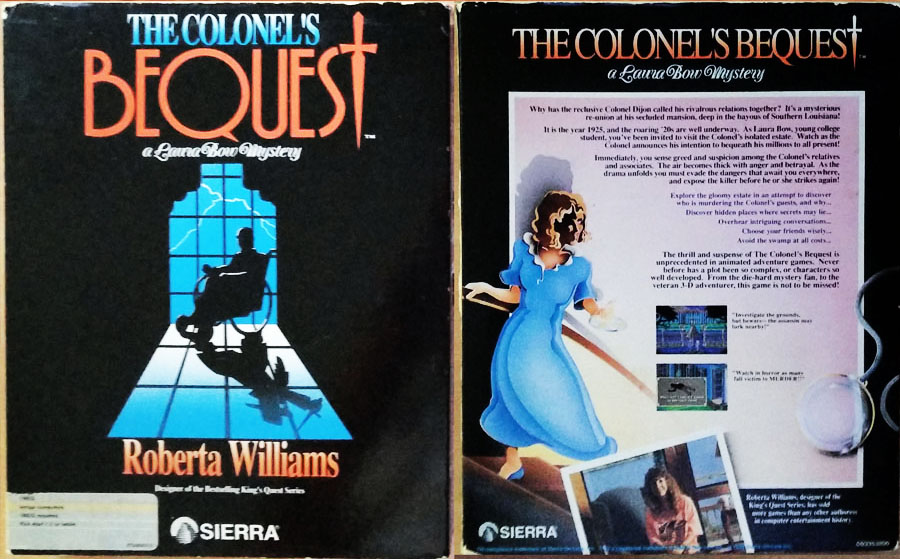 THE COLONEL'S
BEQUEST
TM
a Laura Bow Mystery
Roberta Williams
Designer of the Bestselling King's Quest Series
SIERRA
THE COLONEL'S BEQUEST
TM
a Laura Bow Mystery
Why has the reclusive Colonel Dijon called his rivalrous relations together? It's a mysterious
re-union at his secluded mansion, deep in the bayous of Southern Louisiana!
It is the year 1925, and the roaring '20s are well underway. As Laura Bow, young college
student, you've been invited to visit the Colonel's isolated estate. Watch as the
Colonel announces his intention to bequeath his millions to all present!
Immediately, you sense greed and suspicion among the Colonel's relatives
and associates. The air becomes thick with anger and betrayal. As the
drama unfolds you must evade the dangers that await you everywhere,
and expose the killer before he or she strikes again!
Explore the gloomy estate in an attempt to discover
who is murdering the Colonel's guests, and why...
Discover hidden places where secrets may lie...
Overhear intriguing conversations...
Choose your friends wisely...
Avoid the swamp at all costs...
The thrill and suspense of The Colonel's Bequest is
unprecedented in animated adventure games. Never
before has a plot been so complex, or characters so
well developed. From the die-hard mystery fan, to the
veteran 3-D adventurer, this game is not to be missed!
"Investigate the grounds,
but beware-- the assassin may
lurk nearby!"
"Watch in horror as many
fall victim to MURDER!!"
Roberta Williams, designer of the
King's Quest Series, has sold
more games than any other authoress
in computer entertainment history.
SIERRA